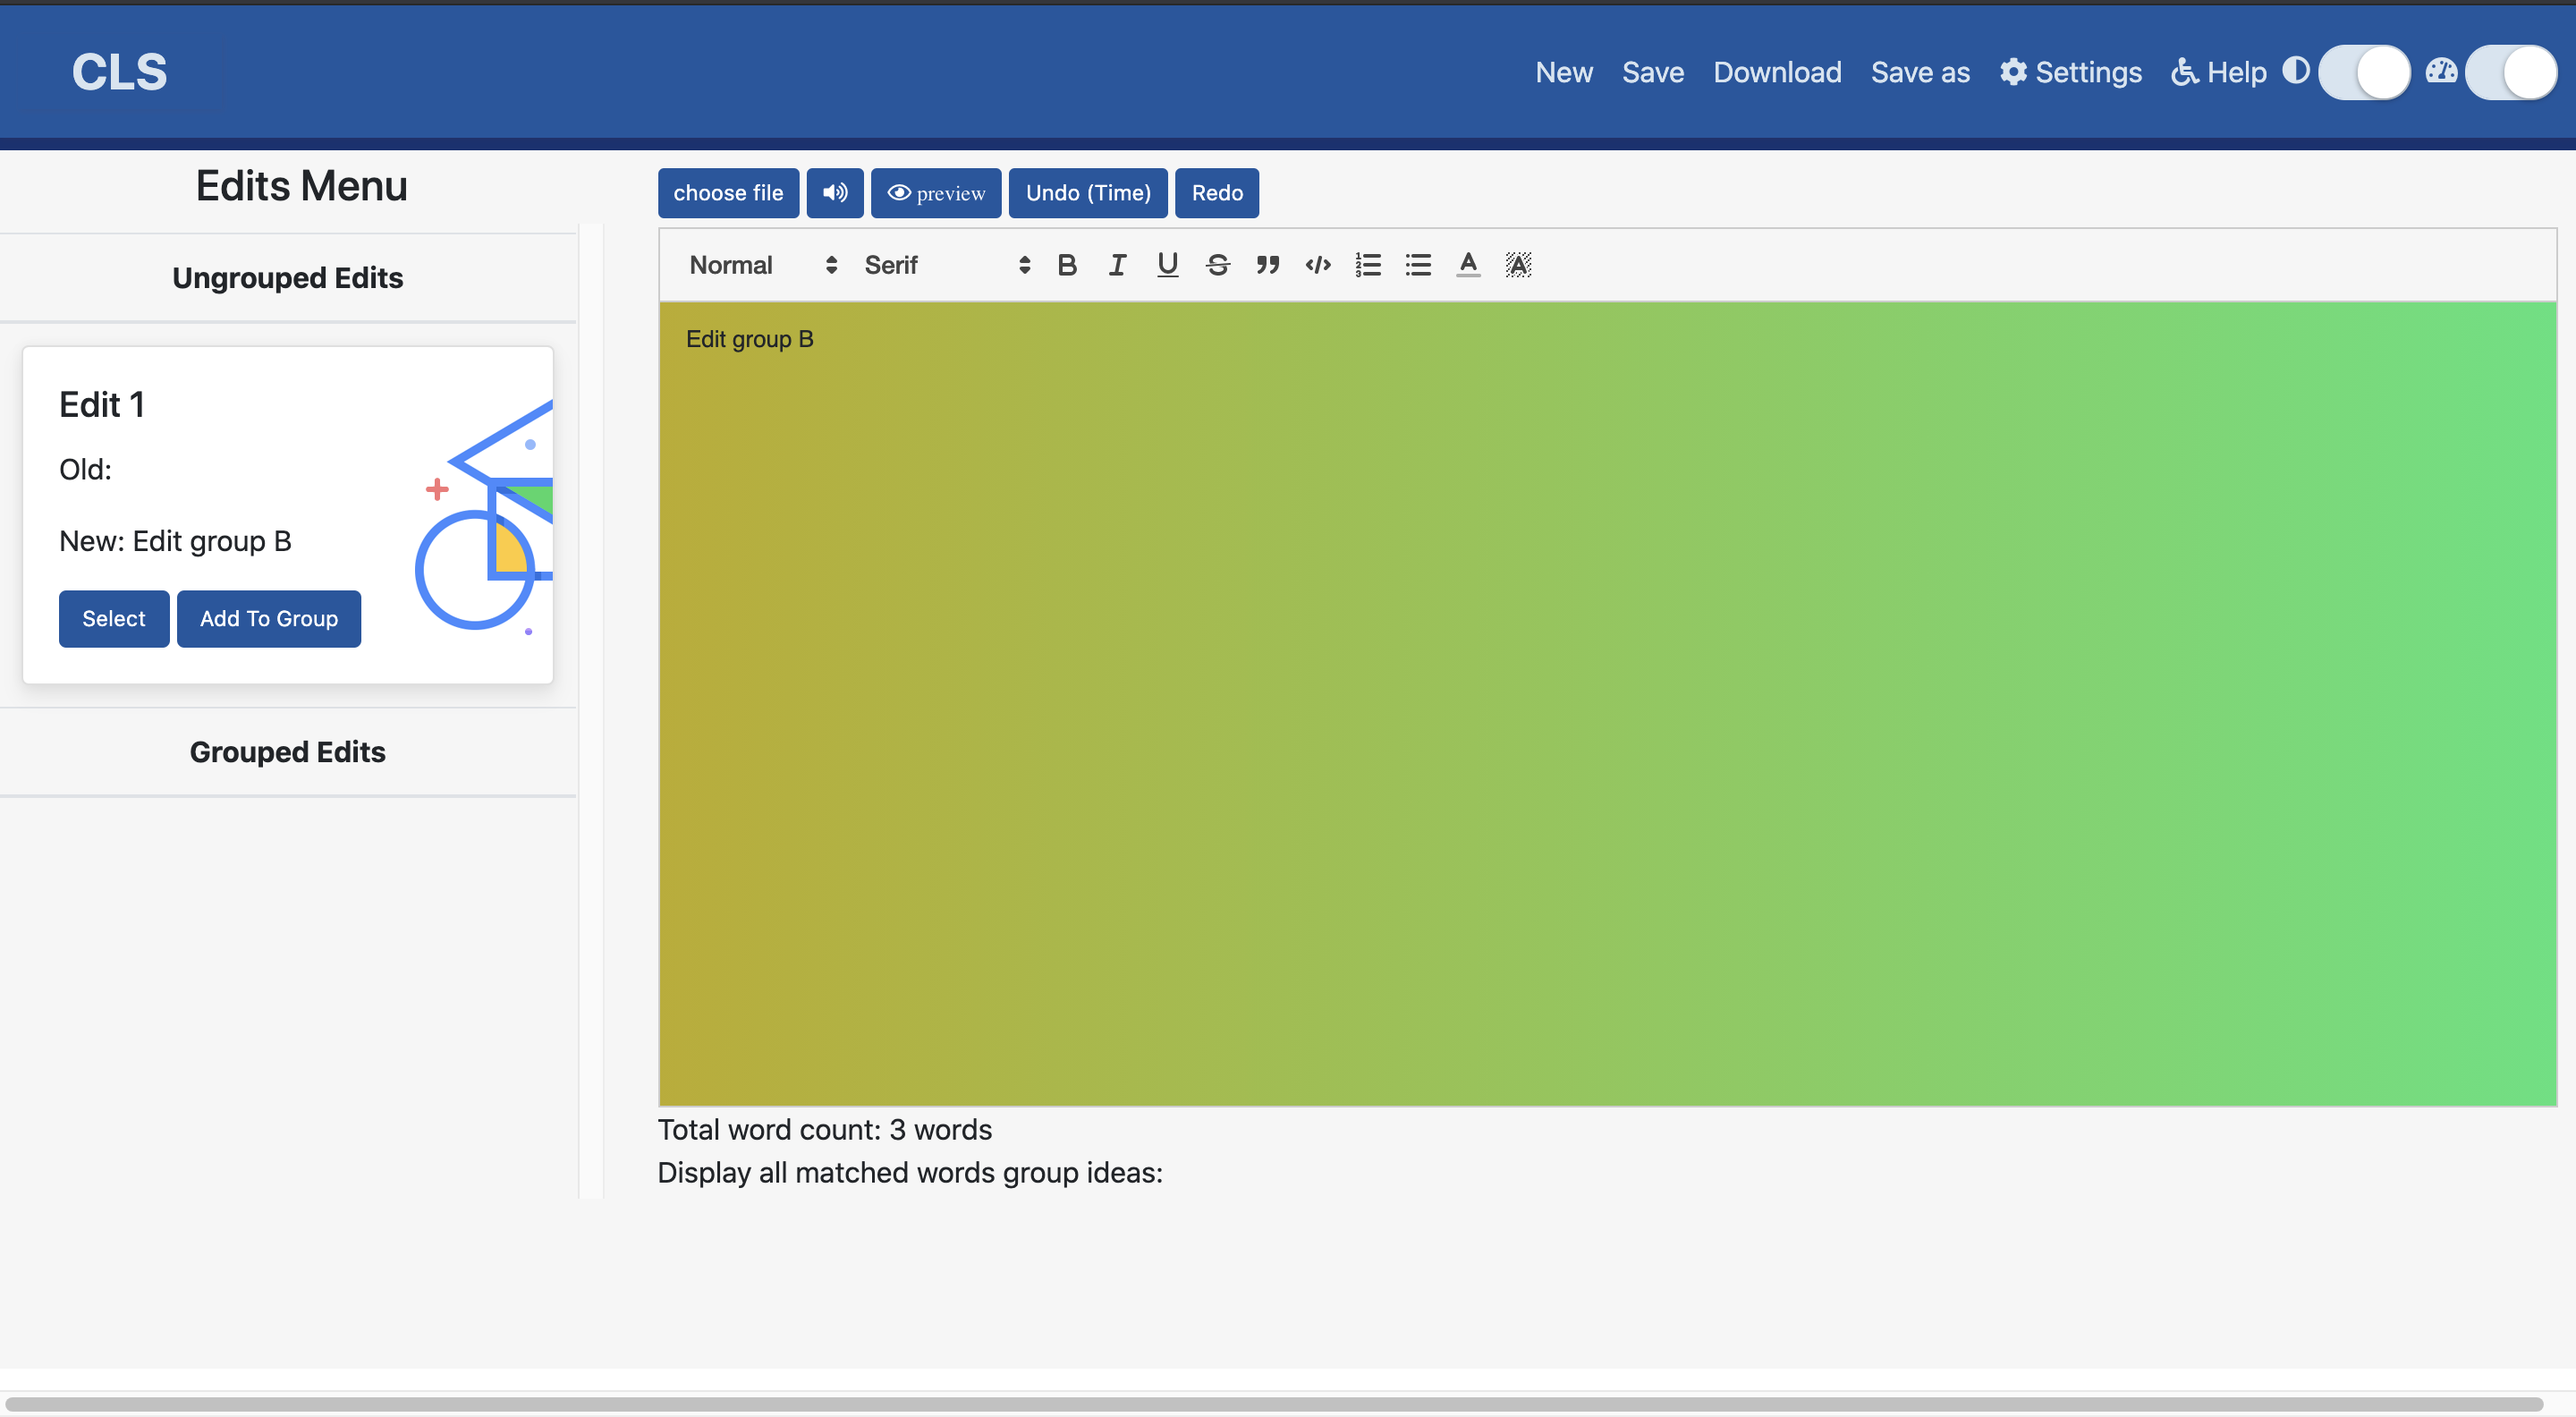 CLS
New Save Download Save as Settings Help
Edits Menu
Ungrouped Edits
Edit 1
Old:
New: Edit group B
Select Add To Group
Grouped Edits
choose file preview Undo (Time) Redo
Normal Serif
Edit group B
Total word count: 3 words
Display all matched words group ideas: